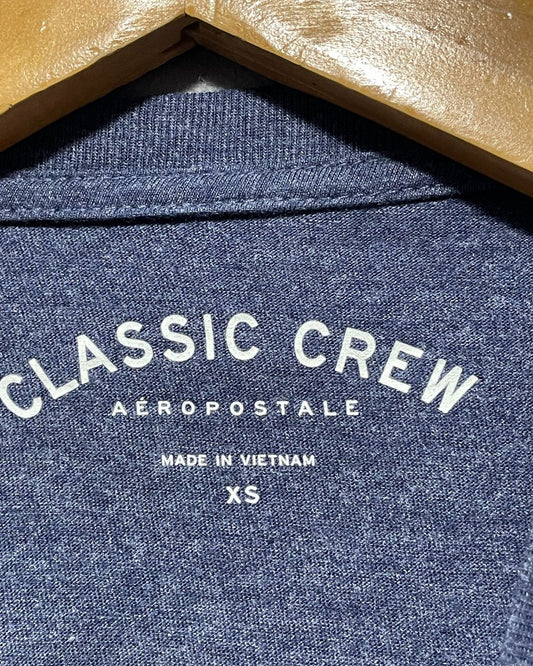 CLASSIC CREW
AÉROPOSTALE
MADE IN VIETNAM
XS